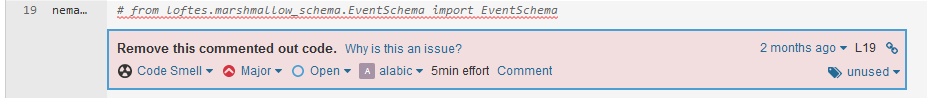 19 nema... # from loftes.marshmallow_schema.EventSchema import EventSchema
Remove this commented out code. Why is this an issue? 2 months ago L19
Code Smell Major Open A alabic 5min effort Comment unused